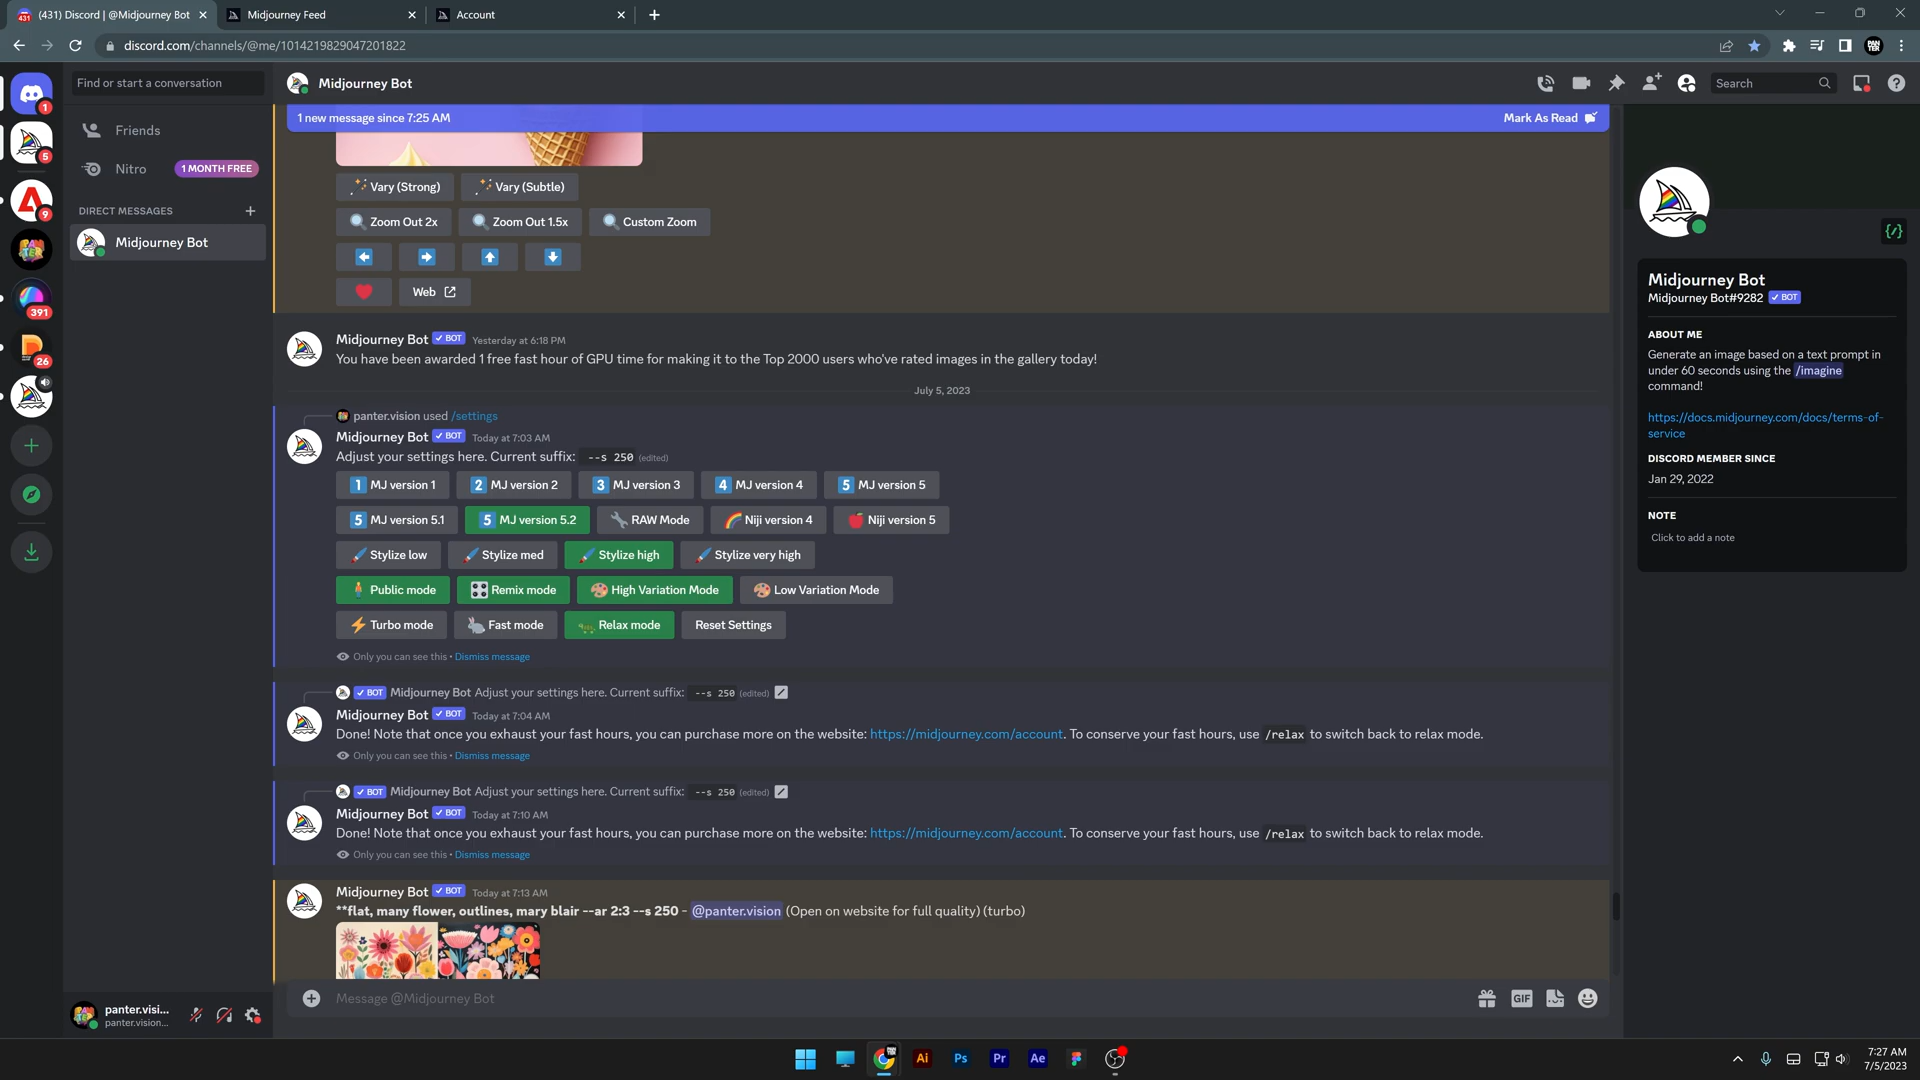 431
(431) Discord | @Midjourney Bot
Midjourney Feed
Account
discord.com/channels/@me/1014219829047201822
PAN
TER
1
5
9
391
26
Find or start a conversation
Friends
Nitro
1 MONTH FREE
DIRECT MESSAGES
Midjourney Bot
Midjourney Bot
Search
1 new message since 7:25 AM
Mark As Read
Vary (Strong)
Vary (Subtle)
Zoom Out 2x
Zoom Out 1.5x
Custom Zoom
Web
Midjourney Bot BOT Yesterday at 6:18 PM
You have been awarded 1 free fast hour of GPU time for making it to the Top 2000 users who've rated images in the gallery today!
July 5, 2023
panter.vision used /settings
Midjourney Bot BOT Today at 7:03 AM
Adjust your settings here. Current suffix: --s 250 (edited)
1 MJ version 1
2 MJ version 2
3 MJ version 3
4 MJ version 4
5 MJ version 5
5 MJ version 5.1
5 MJ version 5.2
RAW Mode
Niji version 4
Niji version 5
Stylize low
Stylize med
Stylize high
Stylize very high
Public mode
Remix mode
High Variation Mode
Low Variation Mode
Turbo mode
Fast mode
Relax mode
Reset Settings
Only you can see this • Dismiss message
BOT Midjourney Bot Adjust your settings here. Current suffix: --s 250 (edited)
Midjourney Bot BOT Today at 7:04 AM
Done! Note that once you exhaust your fast hours, you can purchase more on the website: https://midjourney.com/account. To conserve your fast hours, use /relax to switch back to relax mode.
Only you can see this • Dismiss message
BOT Midjourney Bot Adjust your settings here. Current suffix: --s 250 (edited)
Midjourney Bot BOT Today at 7:10 AM
Done! Note that once you exhaust your fast hours, you can purchase more on the website: https://midjourney.com/account. To conserve your fast hours, use /relax to switch back to relax mode.
Only you can see this • Dismiss message
Midjourney Bot BOT Today at 7:13 AM
**flat, many flower, outlines, mary blair --ar 2:3 --s 250 - @panter.vision (Open on website for full quality) (turbo)
Message @Midjourney Bot
GIF
panter.visi...
panter.vision...
Midjourney Bot
Midjourney Bot#9282 BOT
ABOUT ME
Generate an image based on a text prompt in
under 60 seconds using the /imagine
command!
https://docs.midjourney.com/docs/terms-of-
service
DISCORD MEMBER SINCE
Jan 29, 2022
NOTE
Click to add a note
Ai
Ps
Pr
Ae
7:27 AM
7/5/2023